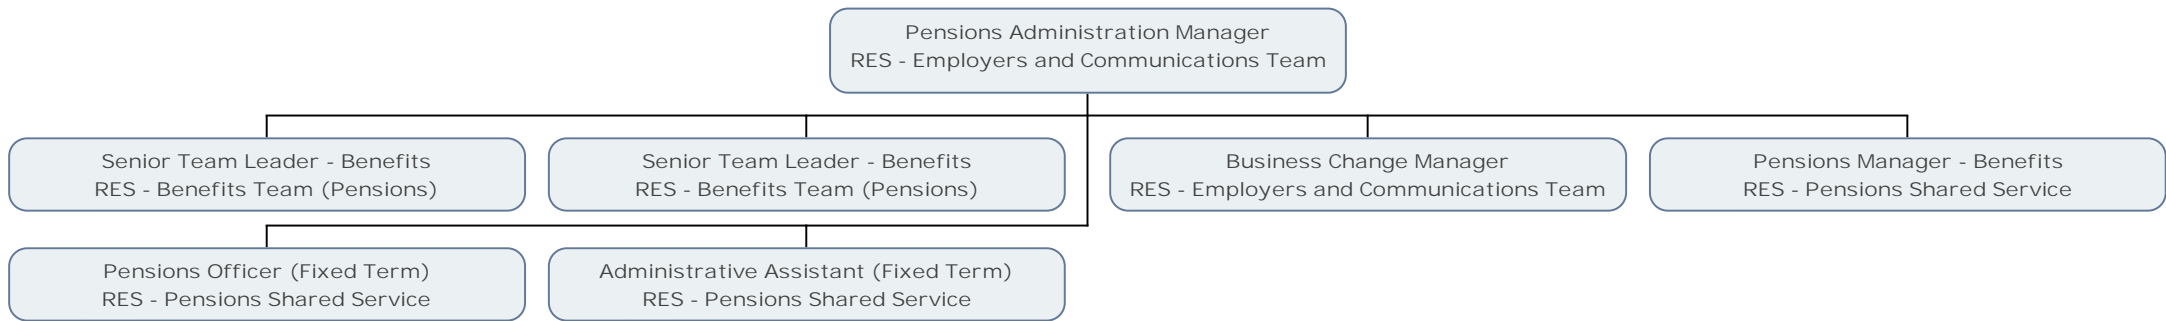 Pensions Administration Manager
RES - Employers and Communications Team
Senior Team Leader - Benefits
RES - Benefits Team (Pensions)
Senior Team Leader - Benefits
RES - Benefits Team (Pensions)
Business Change Manager
RES - Employers and Communications Team
Pensions Manager - Benefits
RES - Pensions Shared Service
Pensions Officer (Fixed Term)
RES - Pensions Shared Service
Administrative Assistant (Fixed Term)
RES - Pensions Shared Service